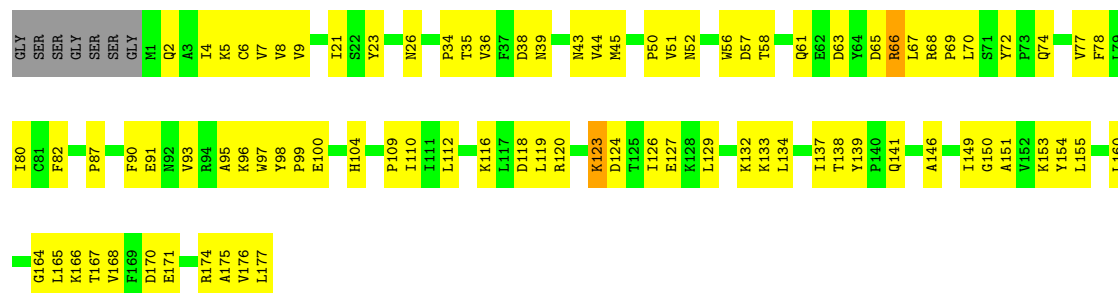 GLY SER SER GLY SER SER GLY M1 Q2 A3 I4 K5 C6 V7 V8 V9 I21 S22 Y23 N26 P34 T35 V36 F37 D38 N39 N43 V44 M45 P50 V51 N52 W56 D57 T58 Q61 E62 D63 Y64 D65 R66 L67 R68 P69 L70 S71 Y72 P73 Q74 V77 F78 L79
I80 C81 F82 P87 F90 E91 N92 V93 R94 A95 K96 W97 Y98 P99 E100 H104 P109 I110 I111 L112 K116 L117 D118 L119 R120 K123 D124 T125 I126 E127 K128 L129 K132 K133 L134 I137 T138 Y139 P140 Q141 A146 I149 G150 A151 V152 K153 Y154 L155 L160
G164 L165 K166 T167 V168 F169 D170 E171 R174 A175 V176 L177